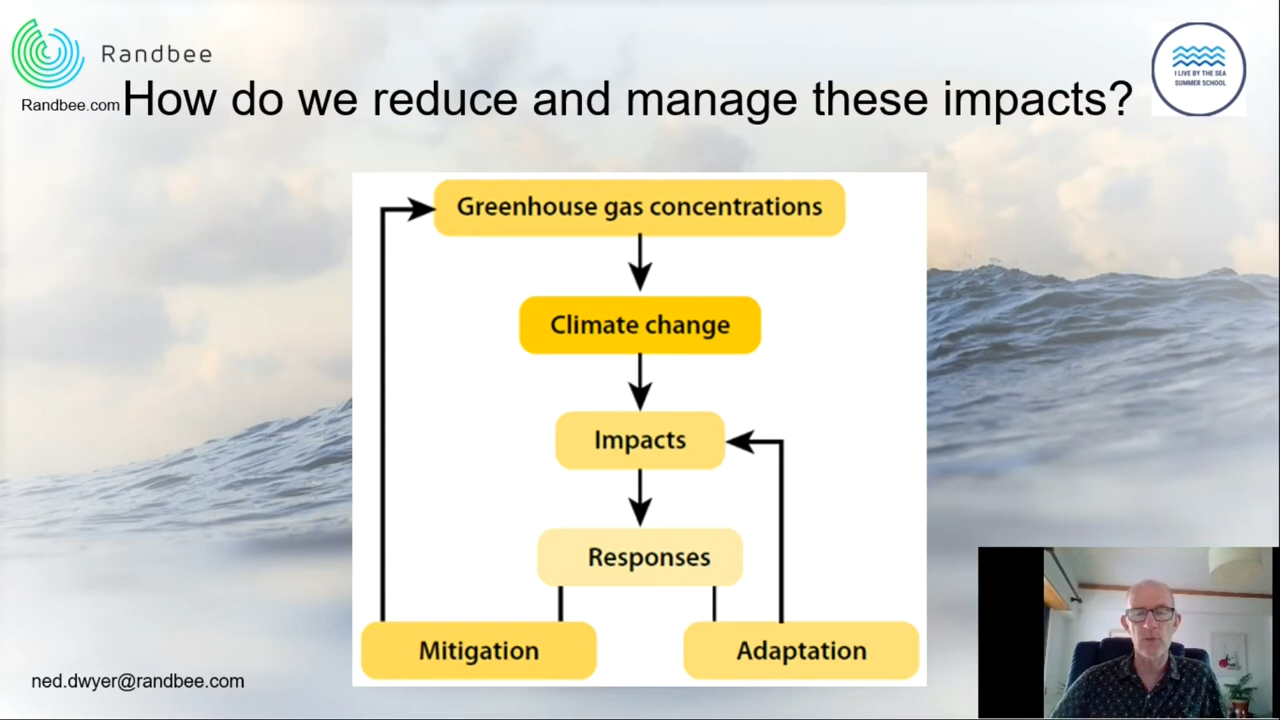 Randbee
Randbee.com
How do we reduce and manage these impacts?
I LIVE BY THE SEA
SUMMER SCHOOL
Greenhouse gas concentrations
Climate change
Impacts
Responses
Mitigation
Adaptation
ned.dwyer@randbee.com